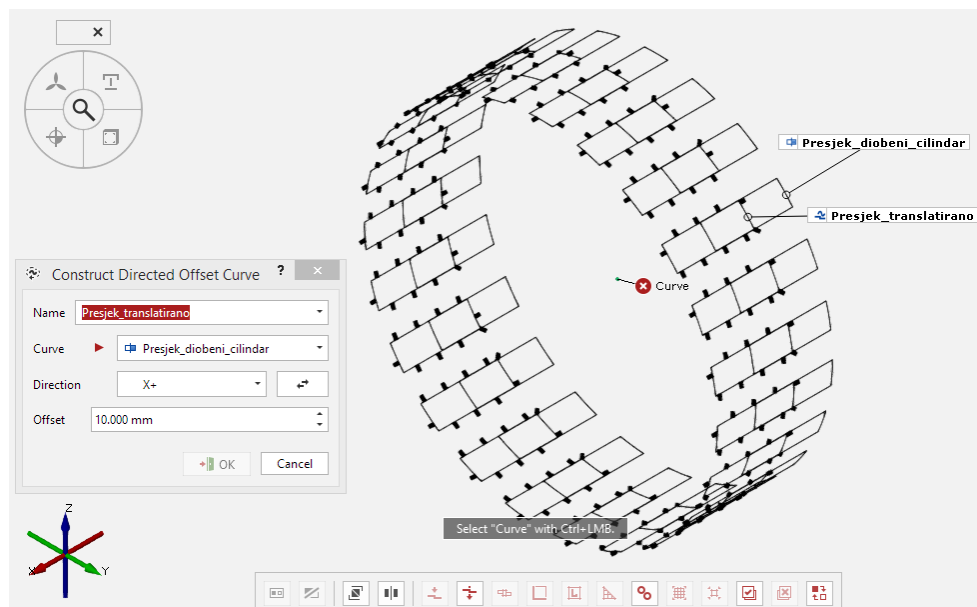 Presjek_diobeni_cilindar
Presjek_translatirano
Curve
Construct Directed Offset Curve ?
Name Presjek_translatirano
Curve Presjek_diobeni_cilindar
Direction X+
Offset 10.000 mm
OK Cancel
Select "Curve" with Ctrl+LMB.
Z
X Y